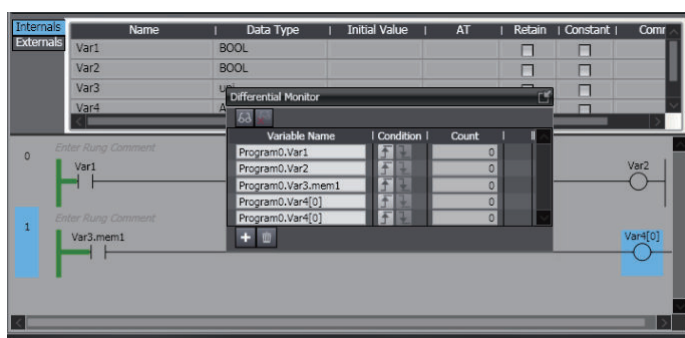 Internals
Externals
Name | Data Type | Initial Value | AT | Retain | Constant |
Var1 BOOL
Var2 BOOL
Var3
Var4
Differential Monitor
Variable Name | Condition | Count |
Program0.Var1 0
Program0.Var2 0
Program0.Var3.mem1 0
Program0.Var4[0] 0
Program0.Var4[0] 0
0 Enter Rung Comment
Var1 Var2
1 Enter Rung Comment
Var3.mem1 Var4[0]